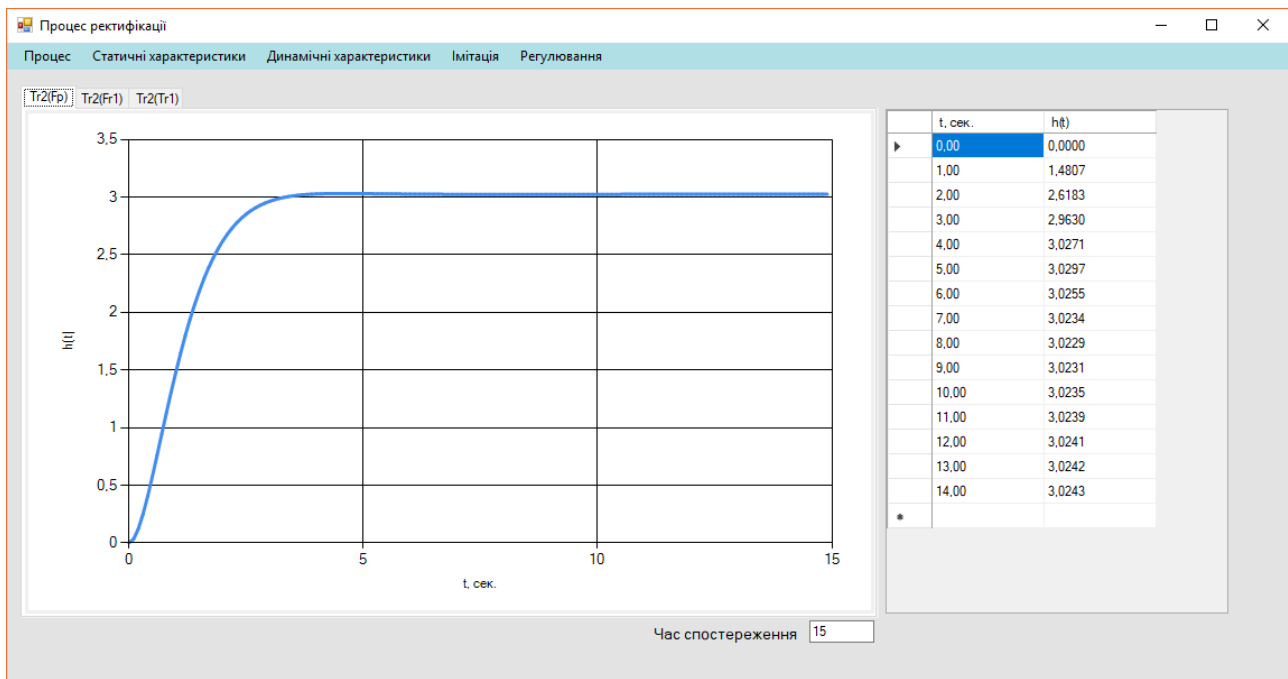 Процес ректифікації
Процес Статичні характеристики Динамічні характеристики Імітація Регулювання
Tr2(Fp) Tr2(Fr1) Tr2(Tr1)
3,5
3
2,5
2
1,5
1
0,5
0
h(t)
0 5 10 15
t, сек.
t, сек. h(t)
0,00 0,0000
1,00 1,4807
2,00 2,6183
3,00 2,9630
4,00 3,0271
5,00 3,0297
6,00 3,0255
7,00 3,0234
8,00 3,0229
9,00 3,0231
10,00 3,0235
11,00 3,0239
12,00 3,0241
13,00 3,0242
14,00 3,0243
Час спостереження 15